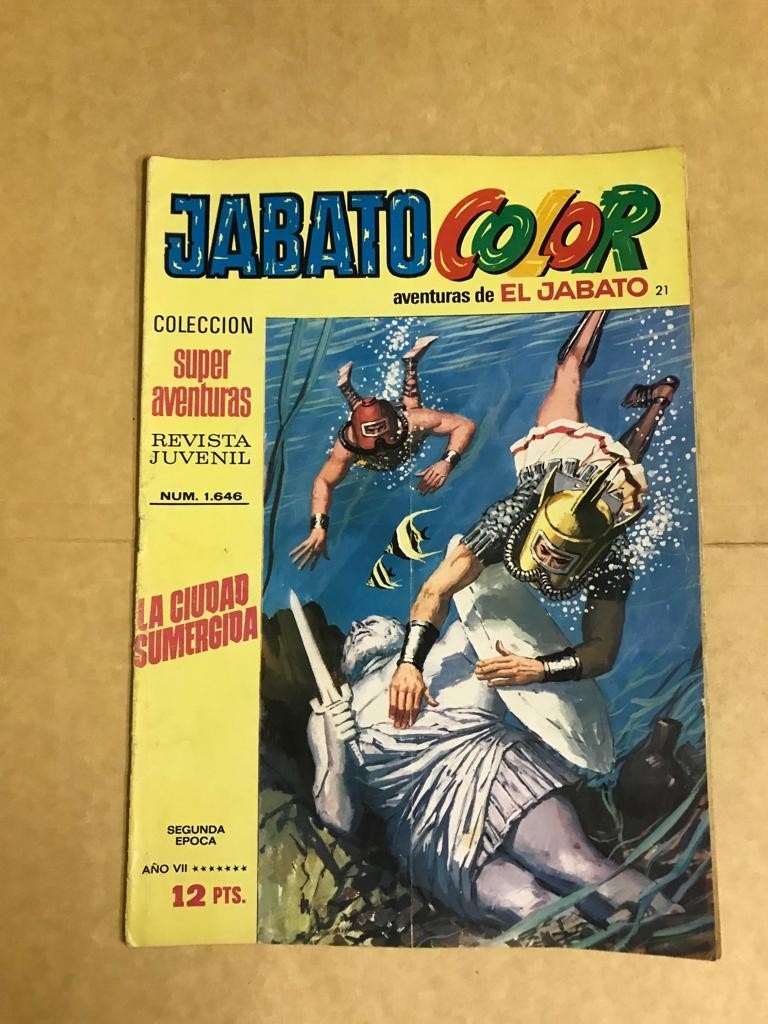 JABATO COLOR
aventuras de EL JABATO 21
COLECCION
super
aventuras
REVISTA
JUVENIL
NUM. 1.646
LA CIUDAD
SUMERGIDA
SEGUNDA
EPOCA
AÑO VII ★★★★★★★
12 PTS.